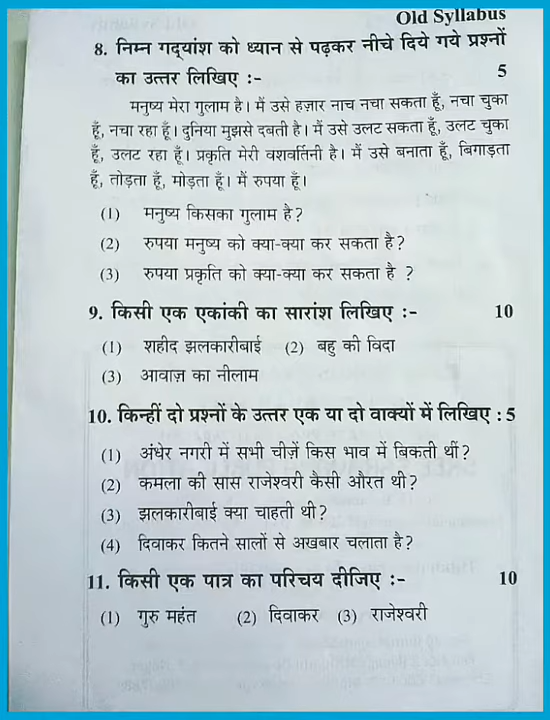 Old Syllabus
8. निम्न गद्यांश को ध्यान से पढ़कर नीचे दिये गये प्रश्नों
का उत्तर लिखिए :- 5
मनुष्य मेरा गुलाम है। मैं उसे हज़ार नाच नचा सकता हूँ, नचा चुका
हूँ, नचा रहा हूँ। दुनिया मुझसे दबती है। मैं उसे उलट सकता हूँ, उलट चुका
हूँ, उलट रहा हूँ। प्रकृति मेरी वशवर्तिनी है। मैं उसे बनाता हूँ, बिगाड़ता
हूँ, तोड़ता हूँ, मोड़ता हूँ। मैं रुपया हूँ।
(1) मनुष्य किसका गुलाम है?
(2) रुपया मनुष्य को क्या-क्या कर सकता है?
(3) रुपया प्रकृति को क्या-क्या कर सकता है ?
9. किसी एक एकांकी का सारांश लिखिए :- 10
(1) शहीद झलकारीबाई (2) बहु की विदा
(3) आवाज़ का नीलाम
10. किन्हीं दो प्रश्नों के उत्तर एक या दो वाक्यों में लिखिए : 5
(1) अंधेर नगरी में सभी चीज़ें किस भाव में बिकती थीं?
(2) कमला की सास राजेश्वरी कैसी औरत थी?
(3) झलकारीबाई क्या चाहती थी?
(4) दिवाकर कितने सालों से अखबार चलाता है?
11. किसी एक पात्र का परिचय दीजिए :- 10
(1) गुरु महंत (2) दिवाकर (3) राजेश्वरी